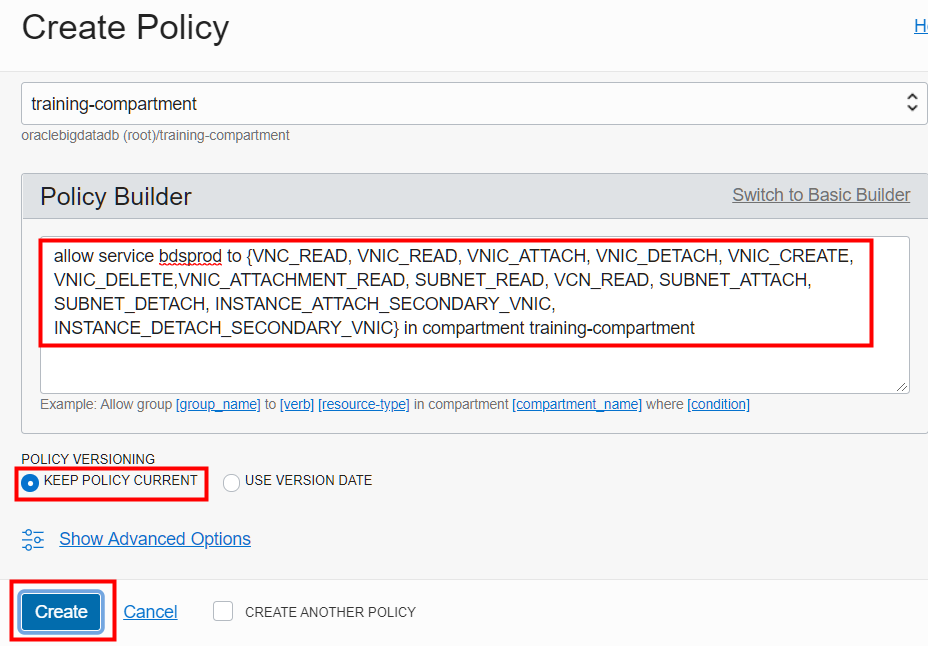 Create Policy
training-compartment
oraclebigdatadb (root)/training-compartment
Policy Builder
Switch to Basic Builder
allow service bdsprod to {VNC_READ, VNIC_READ, VNIC_ATTACH, VNIC_DETACH, VNIC_CREATE,
VNIC_DELETE,VNIC_ATTACHMENT_READ, SUBNET_READ, VCN_READ, SUBNET_ATTACH,
SUBNET_DETACH, INSTANCE_ATTACH_SECONDARY_VNIC,
INSTANCE_DETACH_SECONDARY_VNIC} in compartment training-compartment
Example: Allow group [group_name] to [verb] [resource-type] in compartment [compartment_name] where [condition]
POLICY VERSIONING
KEEP POLICY CURRENT USE VERSION DATE
Show Advanced Options
Create Cancel CREATE ANOTHER POLICY